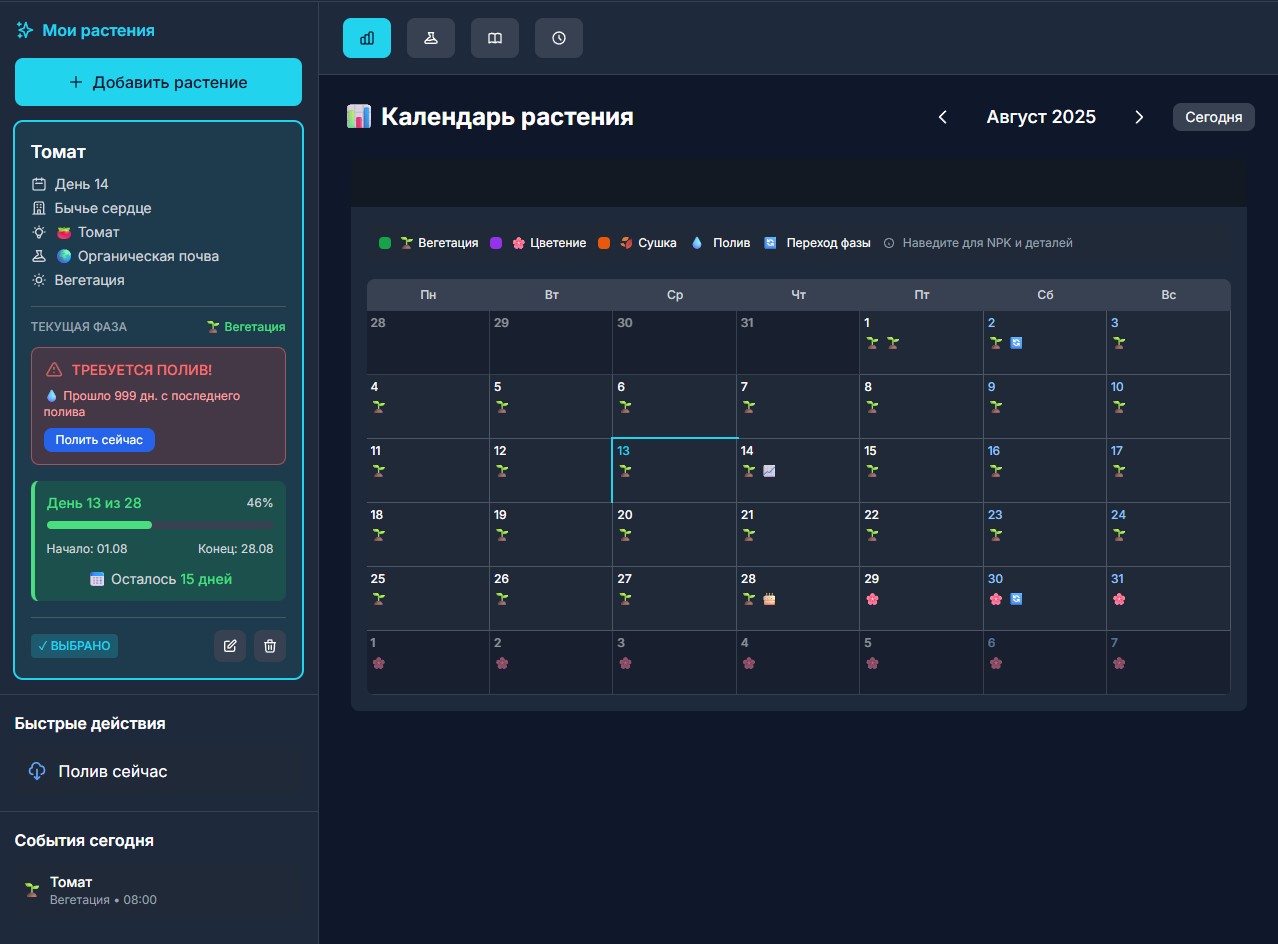 Мои растения
+ Добавить растение
Томат
День 14
Бычье сердце
Томат
Органическая почва
Вегетация
ТЕКУЩАЯ ФАЗА
Вегетация
ТРЕБУЕТСЯ ПОЛИВ!
Прошло 999 дн. с последнего
полива
Полить сейчас
День 13 из 28
46%
Начало: 01.08
Конец: 28.08
Осталось 15 дней
✓ ВЫБРАНО
Быстрые действия
Полив сейчас
События сегодня
Томат
Вегетация • 08:00
Календарь растения
Август 2025
Сегодня
Вегетация Цветение Сушка Полив Переход фазы Наведите для NPK и деталей
Пн Вт Ср Чт Пт Сб Вс
28 29 30 31 1 2 3
4 5 6 7 8 9 10
11 12 13 14 15 16 17
18 19 20 21 22 23 24
25 26 27 28 29 30 31
1 2 3 4 5 6 7